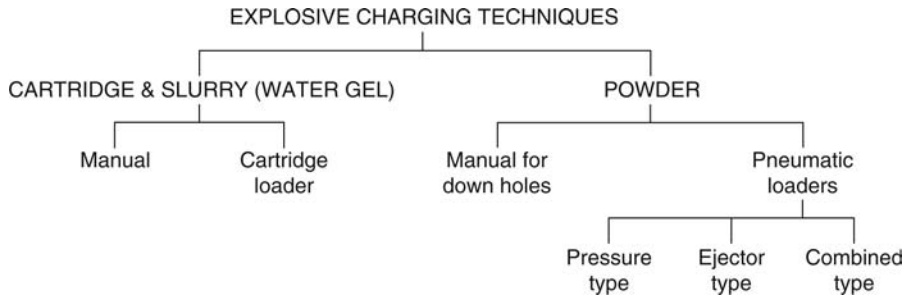 EXPLOSIVE CHARGING TECHNIQUES
CARTRIDGE & SLURRY (WATER GEL)
POWDER
Manual
Cartridge
loader
Manual for
down holes
Pneumatic
loaders
Pressure
type
Ejector
type
Combined
type